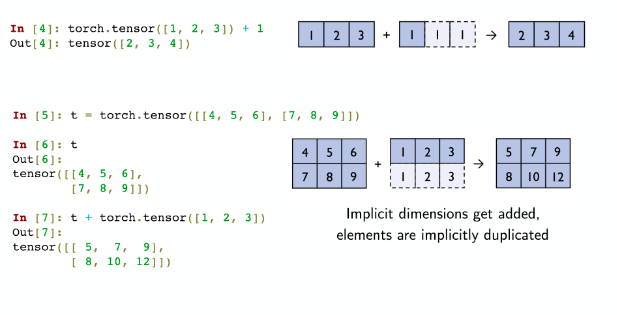 In [4]: torch.tensor([1, 2, 3]) + 1
Out[4]: tensor([2, 3, 4])
1 2 3 + 1 1 1 → 2 3 4
In [5]: t = torch.tensor([[4, 5, 6], [7, 8, 9]])
In [6]: t
Out[6]:
tensor([[4, 5, 6],
[7, 8, 9]])
In [7]: t + torch.tensor([1, 2, 3])
Out[7]:
tensor([[ 5, 7, 9],
[ 8, 10, 12]])
4 5 6 1 2 3 5 7 9
+ →
7 8 9 1 2 3 8 10 12
Implicit dimensions get added,
elements are implicitly duplicated